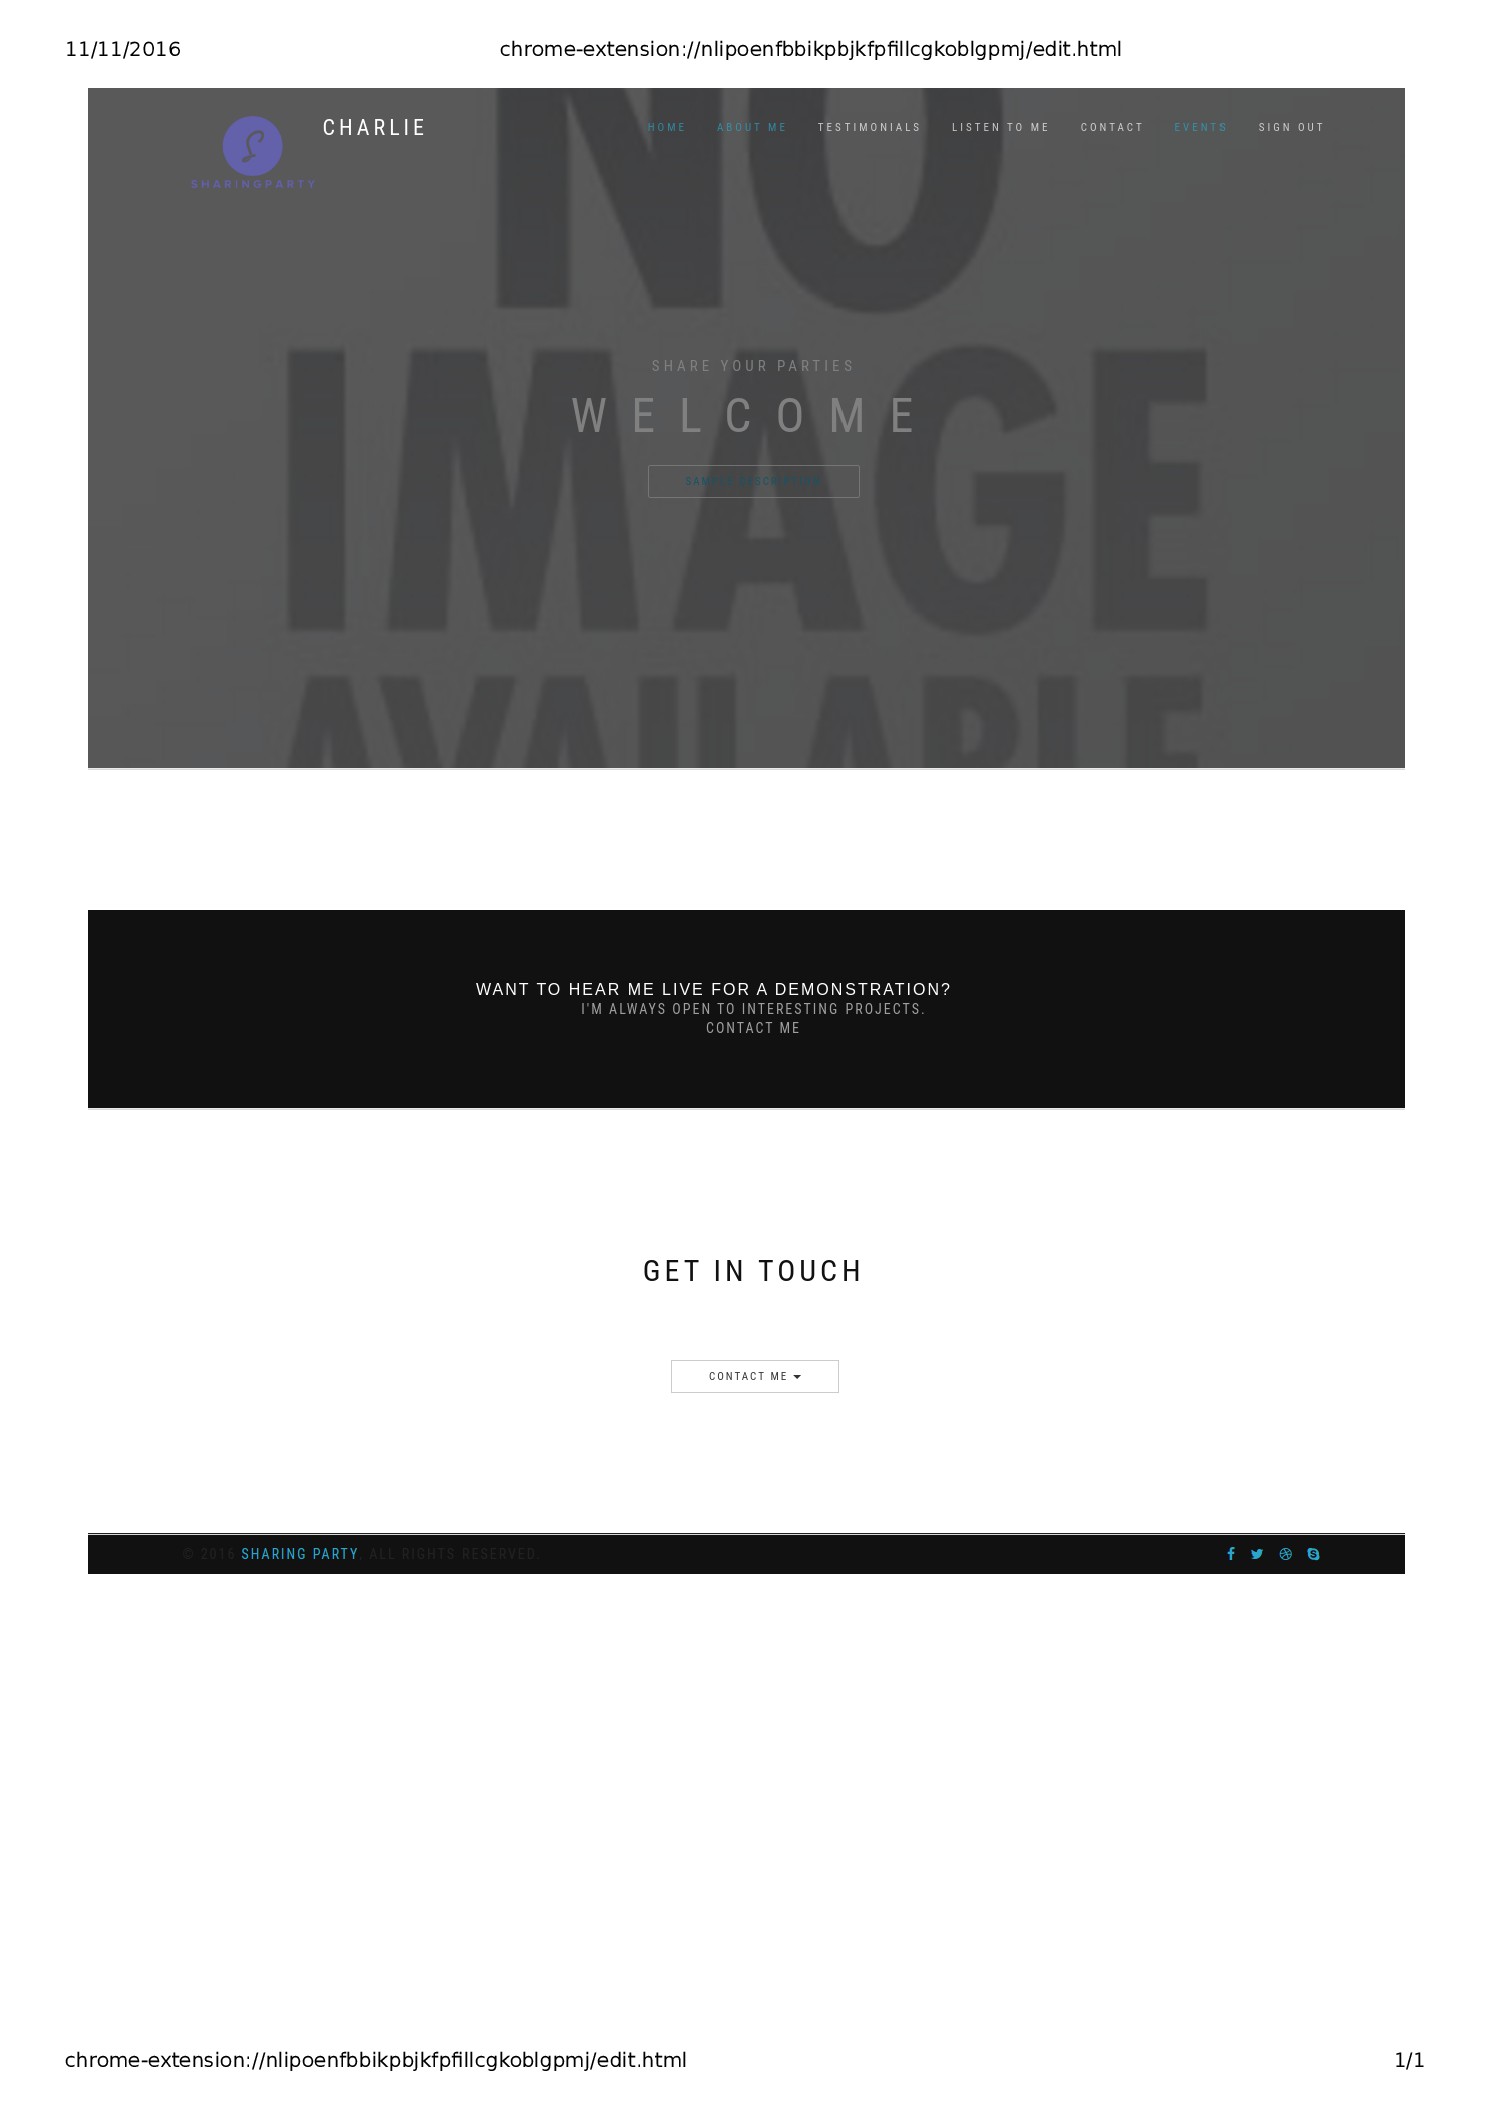 11/11/2016 chrome-extension://nlipoenfbbikpbjkfpfillcgkoblgpmj/edit.html
CHARLIE HOME ABOUT ME TESTIMONIALS LISTEN TO ME CONTACT EVENTS SIGN OUT
SHARINGPARTY
NO
IMAGE
AVAILABLE
SHARE YOUR PARTIES
WELCOME
WANT TO HEAR ME LIVE FOR A DEMONSTRATION?
I'M ALWAYS OPEN TO INTERESTING PROJECTS.
CONTACT ME
GET IN TOUCH
CONTACT ME
© 2016 SHARING PARTY, ALL RIGHTS RESERVED.
chrome-extension://nlipoenfbbikpbjkfpfillcgkoblgpmj/edit.html 1/1